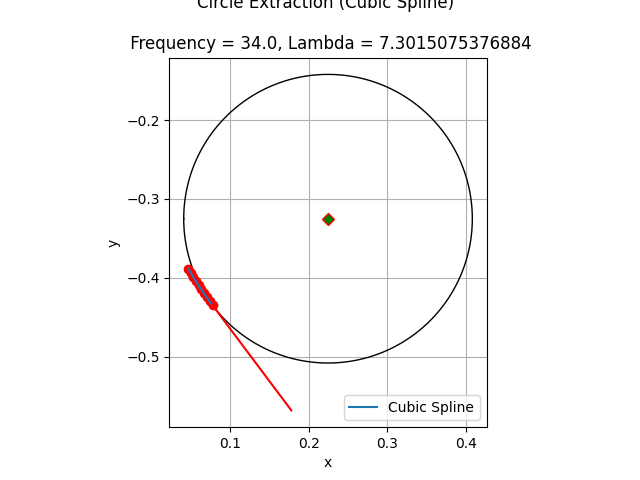 Circle Extraction (Cubic Spline)
Frequency = 34.0, Lambda = 7.3015075376884
−0.2
−0.3
−0.4
−0.5
y
0.1 0.2 0.3 0.4
x
Cubic Spline